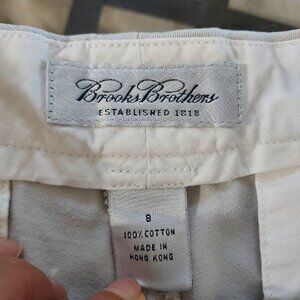 Brooks Brothers
ESTABLISHED 1818
8
100% COTTON
MADE IN
HONG KONG